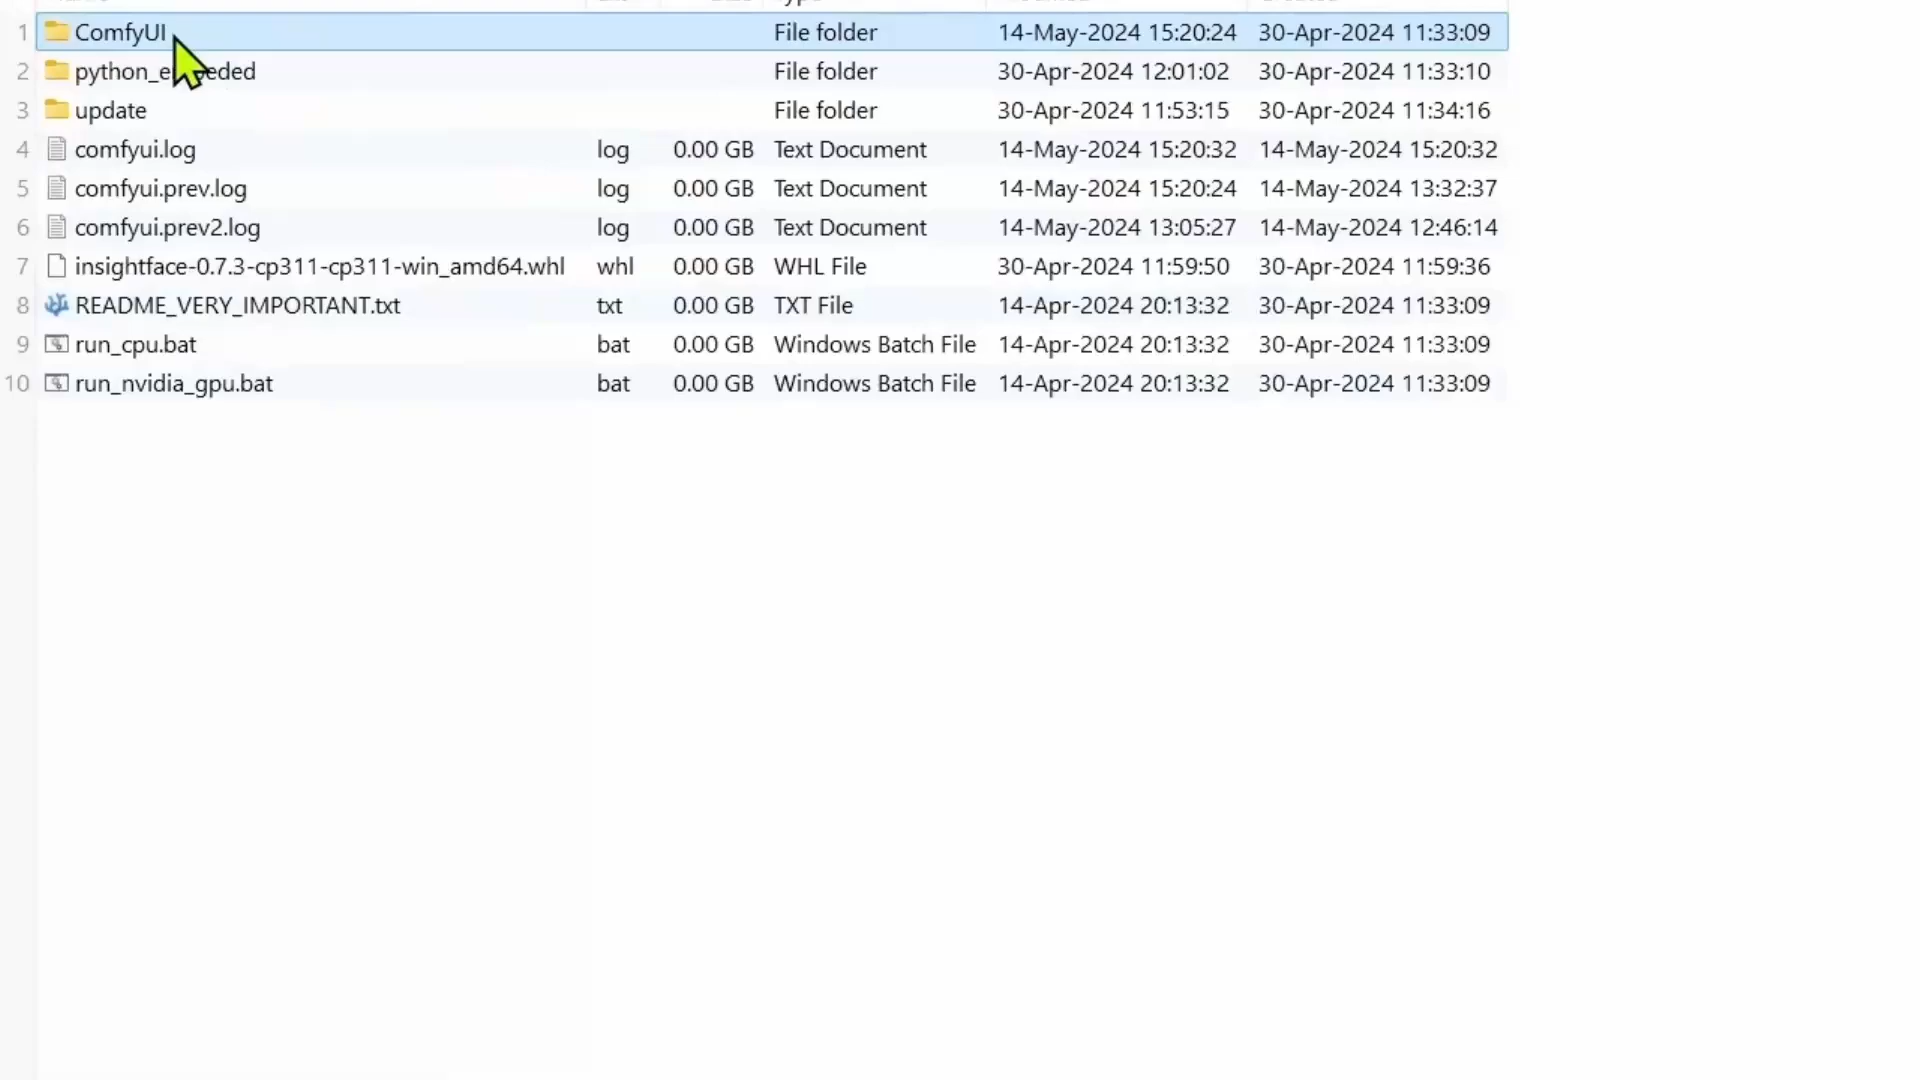 1 ComfyUI File folder 14-May-2024 15:20:24 30-Apr-2024 11:33:09
2 python_e eded File folder 30-Apr-2024 12:01:02 30-Apr-2024 11:33:10
3 update File folder 30-Apr-2024 11:53:15 30-Apr-2024 11:34:16
4 comfyui.log log 0.00 GB Text Document 14-May-2024 15:20:32 14-May-2024 15:20:32
5 comfyui.prev.log log 0.00 GB Text Document 14-May-2024 15:20:24 14-May-2024 13:32:37
6 comfyui.prev2.log log 0.00 GB Text Document 14-May-2024 13:05:27 14-May-2024 12:46:14
7 insightface-0.7.3-cp311-cp311-win_amd64.whl whl 0.00 GB WHL File 30-Apr-2024 11:59:50 30-Apr-2024 11:59:36
8 README_VERY_IMPORTANT.txt txt 0.00 GB TXT File 14-Apr-2024 20:13:32 30-Apr-2024 11:33:09
9 run_cpu.bat bat 0.00 GB Windows Batch File 14-Apr-2024 20:13:32 30-Apr-2024 11:33:09
10 run_nvidia_gpu.bat bat 0.00 GB Windows Batch File 14-Apr-2024 20:13:32 30-Apr-2024 11:33:09